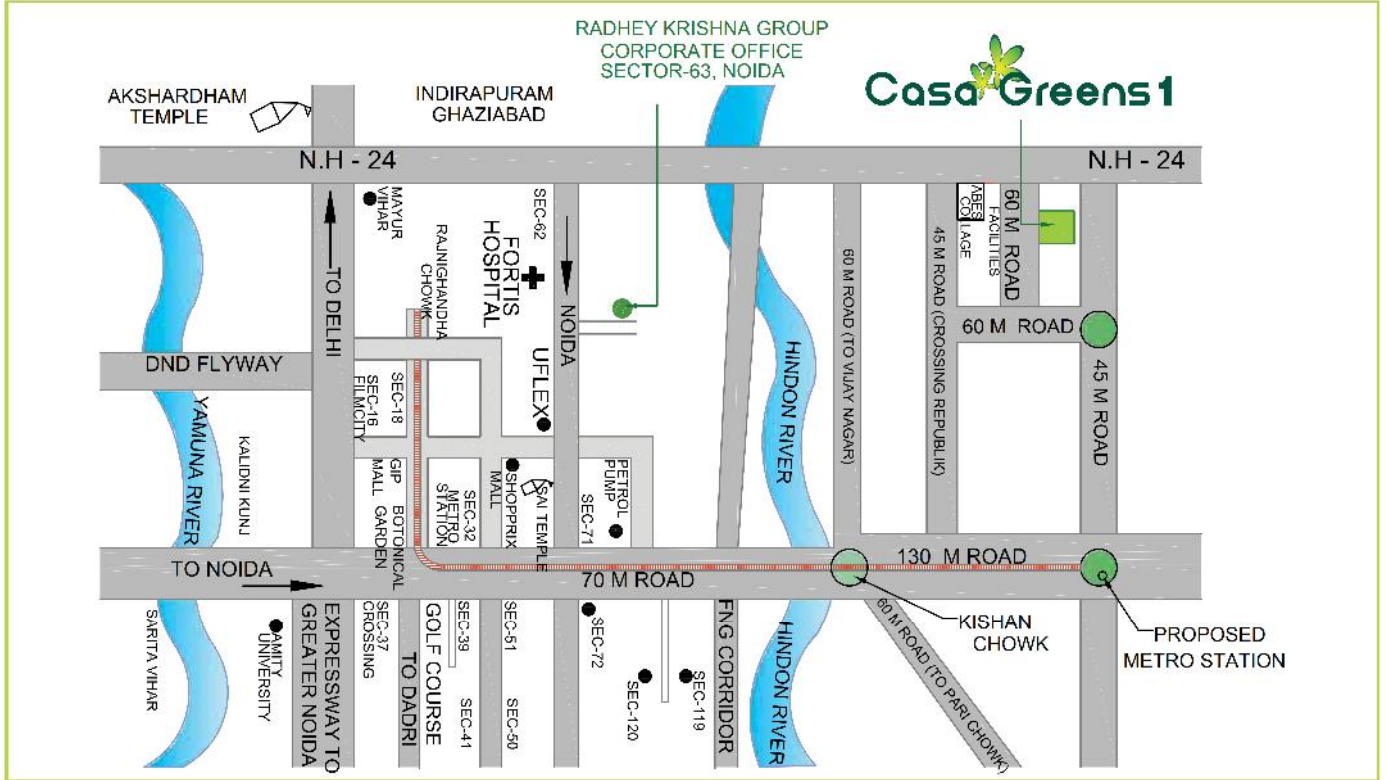 RADHEY KRISHNA GROUP
CORPORATE OFFICE
SECTOR-63, NOIDA
Casa Greens 1
AKSHARDHAM
TEMPLE
INDIRAPURAM
GHAZIABAD
N.H - 24
N.H - 24
MAYUR
VIHAR
SEC-62
ABES
COLLAGE
FACILITIES
60 M ROAD
RAJNIGHANDHA
CHOWK
FORTIS
HOSPITAL
TO DELHI
NOIDA
60 M ROAD (TO VIJAY NAGAR)
45 M ROAD (CROSSING REPUBLIK)
60 M ROAD
45 M ROAD
DND FLYWAY
UFLEX
HINDON RIVER
SEC-18
SEC-16
FILMCITY
YAMUNA RIVER
KALIDNI KUNJ
GIP
MALL
BOTONICAL
GARDEN
SEC-32
METRO
STATION
SHOPPRIX
MALL
SAI TEMPLE
PETROL
PUMP
SEC-71
TO NOIDA
70 M ROAD
130 M ROAD
SARITA VIHAR
AMITY
UNIVERSITY
EXPRESSWAY TO
GREATER NOIDA
SEC-37
CROSSING
TO DADRI
GOLF COURSE
SEC-39
SEC-41
SEC-51
SEC-50
SEC-72
SEC-120
SEC-119
FNG CORRIDOR
HINDON RIVER
60 M ROAD (TO PARI CHOWK)
KISHAN
CHOWK
PROPOSED
METRO STATION